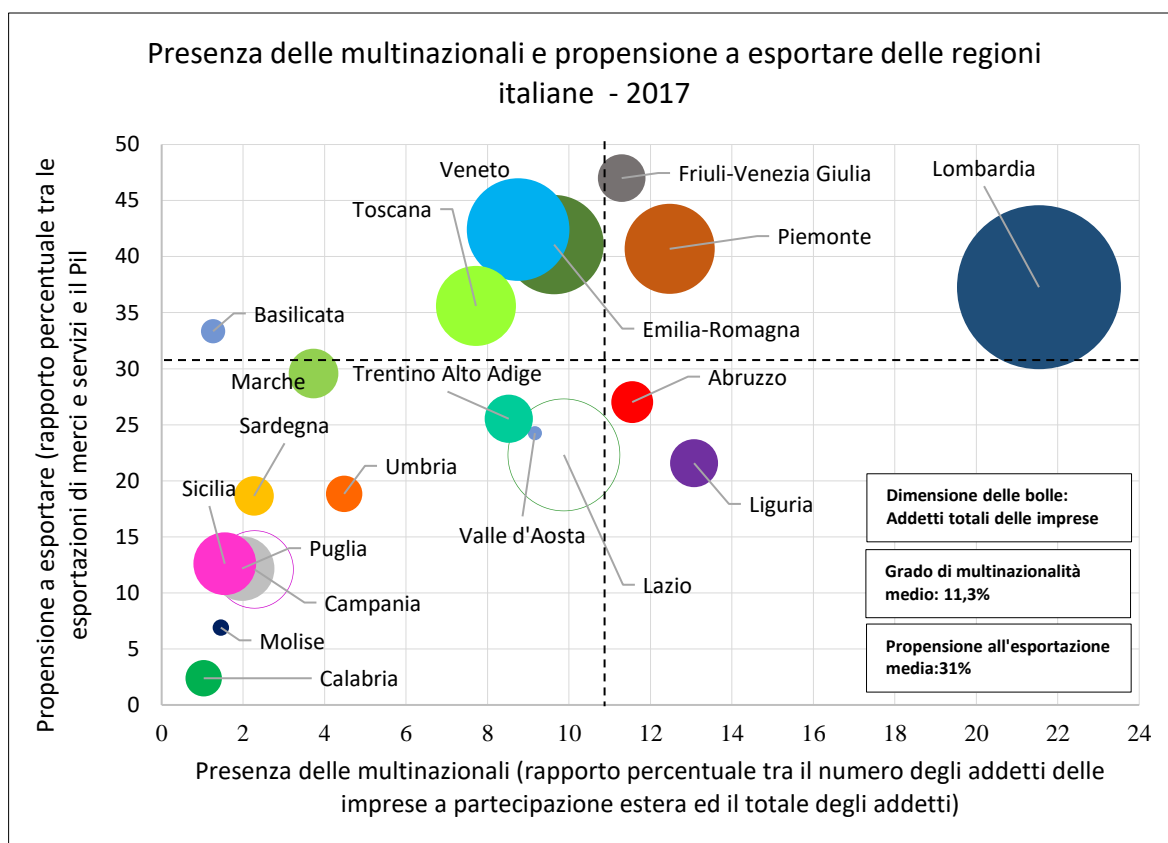 Presenza delle multinazionali e propensione a esportare delle regioni
italiane - 2017
Propensione a esportare (rapporto percentuale tra le
esportazioni di merci e servizi e il Pil
50
45
40
35
30
25
20
15
10
5
0
Veneto
Friuli-Venezia Giulia
Lombardia
Toscana
Piemonte
Basilicata
Emilia-Romagna
Marche
Trentino Alto Adige
Abruzzo
Sardegna
Sicilia
Umbria
Valle d'Aosta
Liguria
Puglia
Campania
Lazio
Molise
Calabria
Dimensione delle bolle:
Addetti totali delle imprese
Grado di multinazionalità
medio: 11,3%
Propensione all'esportazione
media:31%
0 2 4 6 8 10 12 14 16 18 20 22 24
Presenza delle multinazionali (rapporto percentuale tra il numero degli addetti delle
imprese a partecipazione estera ed il totale degli addetti)